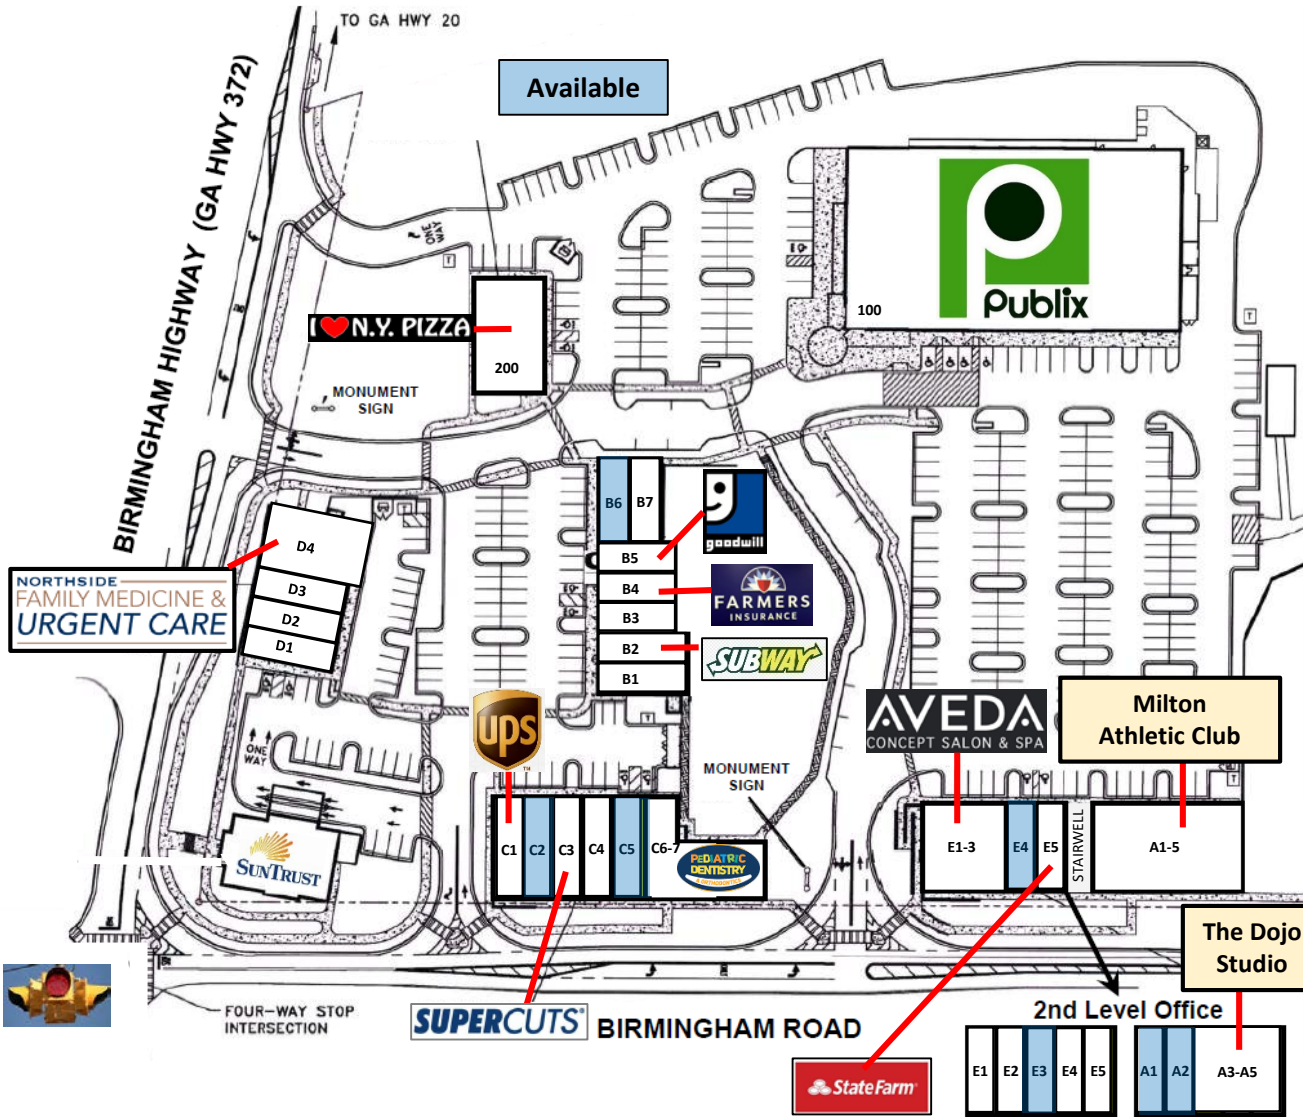 TO GA HWY 20
Available
BIRMINGHAM HIGHWAY (GA HWY 372)
ONE
WAY
T
Publix
100
T
I ❤ N.Y. PIZZA
200
MONUMENT
SIGN
B6
B7
goodwill
B5
B4
FARMERS
INSURANCE
B3
B2
SUBWAY
B1
T
D4
D3
D2
D1
NORTHSIDE
FAMILY MEDICINE &
URGENT CARE
ups
T
AVEDA
CONCEPT SALON & SPA
Milton
Athletic Club
T
ONE
WAY
MONUMENT
SIGN
SUNTRUST
C1
C2
C3
C4
C5
C6-7
PEDIATRIC
DENTISTRY
& ORTHODONTICS
E1-3
E4
E5
STAIRWELL
A1-5
The Dojo
Studio
FOUR-WAY STOP
INTERSECTION
SUPERCUTS
BIRMINGHAM ROAD
2nd Level Office
State Farm
E1
E2
E3
E4
E5
A1
A2
A3-A5